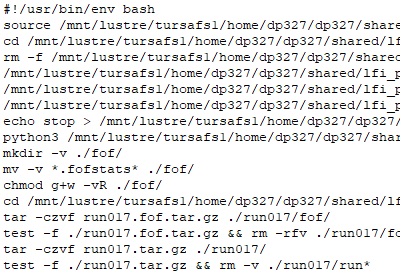 #!/usr/bin/env bash
source /mnt/lustre/tursafs1/home/dp327/dp327/share
cd /mnt/lustre/tursafs1/home/dp327/dp327/shared/lf
rm -f /mnt/lustre/tursafs1/home/dp327/dp327/shared
/mnt/lustre/tursafs1/home/dp327/dp327/shared/lfi_p
/mnt/lustre/tursafs1/home/dp327/dp327/shared/lfi_p
/mnt/lustre/tursafs1/home/dp327/dp327/shared/lfi_p
echo stop > /mnt/lustre/tursafs1/home/dp327/dp327/
python3 /mnt/lustre/tursafs1/home/dp327/dp327/shar
mkdir -v ./fof/
mv -v *.fofstats* ./fof/
chmod g+w -vR ./fof/
cd /mnt/lustre/tursafs1/home/dp327/dp327/shared/lf
tar -czvf run017.fof.tar.gz ./run017/fof/
test -f ./run017.fof.tar.gz && rm -rfv ./run017/fo
tar -czvf run017.tar.gz ./run017/
test -f ./run017.tar.gz && rm -v ./run017/run*